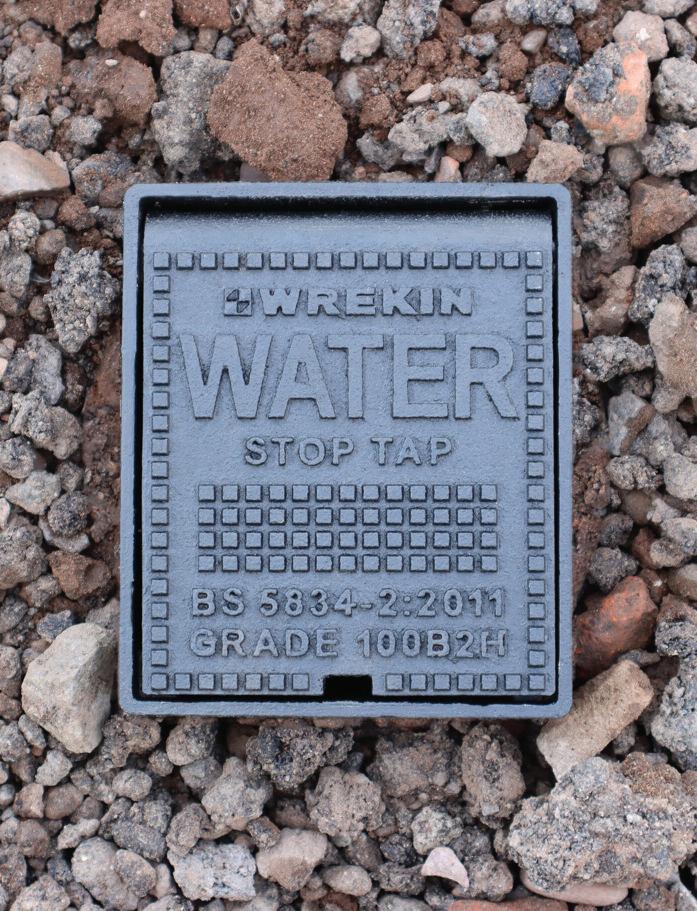 WREKIN
WATER
STOP TAP
BS 5834-2:2011
GRADE 100B2H